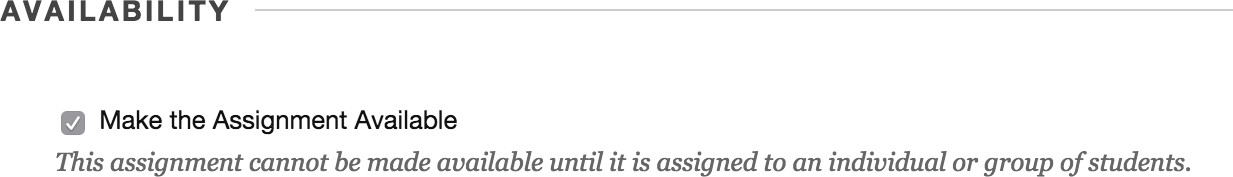 AVAILABILITY
Make the Assignment Available
This assignment cannot be made available until it is assigned to an individual or group of students.